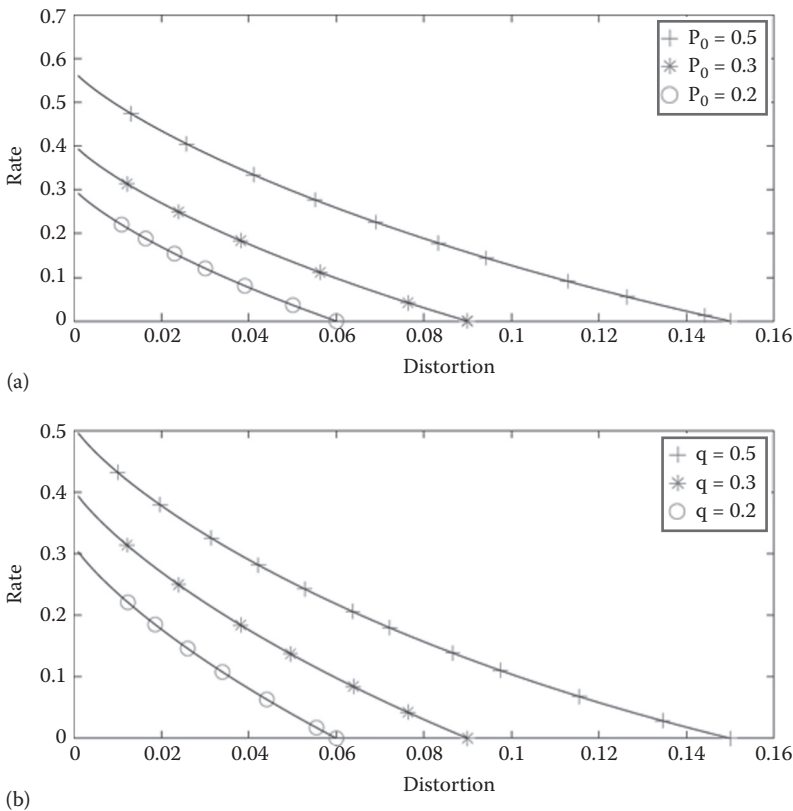 0.7
0.6
0.5
0.4
0.3
0.2
0.1
0
Rate
P₀ = 0.5
P₀ = 0.3
P₀ = 0.2
0 0.02 0.04 0.06 0.08 0.1 0.12 0.14 0.16
Distortion
(a)
0.5
0.4
0.3
0.2
0.1
0
Rate
q = 0.5
q = 0.3
q = 0.2
0 0.02 0.04 0.06 0.08 0.1 0.12 0.14 0.16
Distortion
(b)